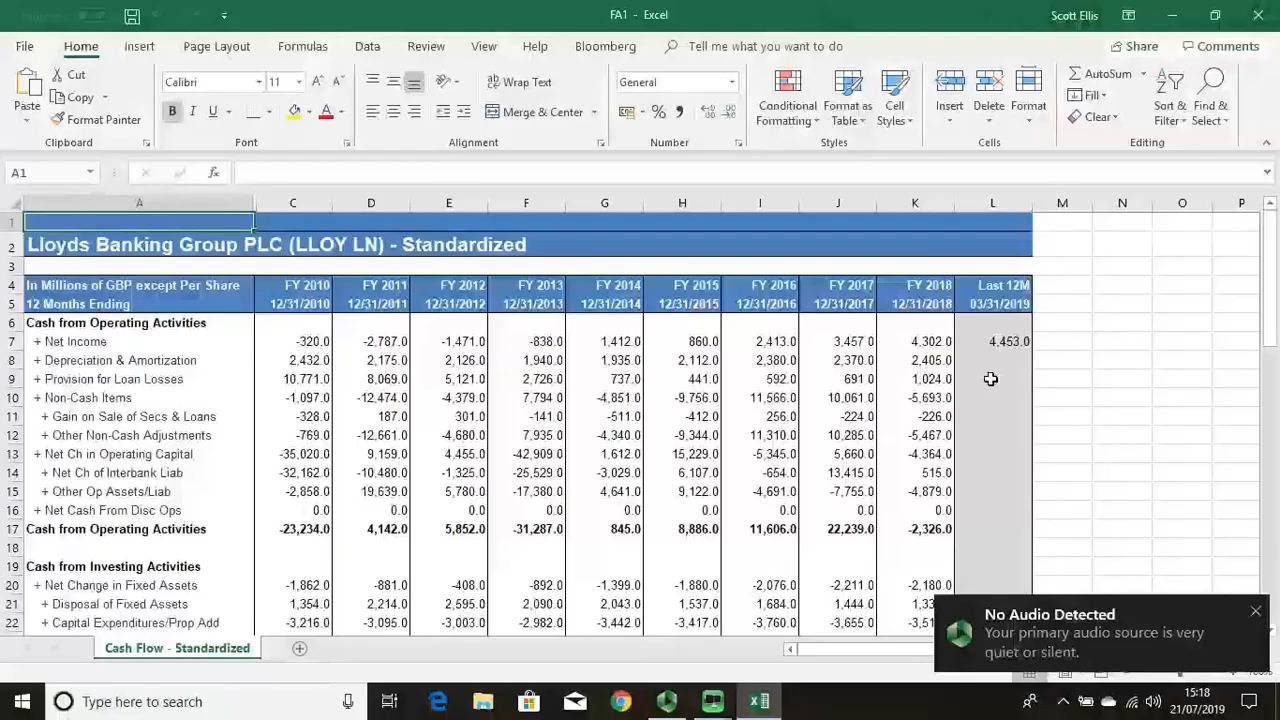 FA1 - Excel
Scott Ellis
File Home Insert Page Layout Formulas Data Review View Help Bloomberg Tell me what you want to do Share Comments
Paste
Cut
Copy
Format Painter
Clipboard
Calibri 11
B I U
Font
Wrap Text
Merge & Center
Alignment
General
Number
Conditional Formatting
Format as Table
Cell Styles
Styles
Insert
Delete
Format
Cells
AutoSum
Fill
Clear
Sort & Filter
Find & Select
Editing
A1 fx
A C D E F G H I J K L M N O P
1
2 Lloyds Banking Group PLC (LLOY LN) - Standardized
3
4 In Millions of GBP except Per Share FY 2010 FY 2011 FY 2012 FY 2013 FY 2014 FY 2015 FY 2016 FY 2017 FY 2018 Last 12M
5 12 Months Ending 12/31/2010 12/31/2011 12/31/2012 12/31/2013 12/31/2014 12/31/2015 12/31/2016 12/31/2017 12/31/2018 03/31/2019
6 Cash from Operating Activities
7 + Net Income -320.0 -2,787.0 -1,471.0 -838.0 1,412.0 860.0 2,413.0 3,457.0 4,302.0 4,453.0
8 + Depreciation & Amortization 2,432.0 2,175.0 2,126.0 1,940.0 1,935.0 2,112.0 2,380.0 2,370.0 2,405.0
9 + Provision for Loan Losses 10,771.0 8,069.0 5,121.0 2,726.0 737.0 441.0 592.0 691.0 1,024.0
10 + Non-Cash Items -1,097.0 -12,474.0 -4,379.0 7,794.0 -4,851.0 -9,756.0 11,566.0 10,061.0 -5,693.0
11 + Gain on Sale of Secs & Loans -328.0 187.0 301.0 -141.0 -511.0 -412.0 256.0 -224.0 -226.0
12 + Other Non-Cash Adjustments -769.0 -12,661.0 -4,680.0 7,935.0 -4,340.0 -9,344.0 11,310.0 10,285.0 -5,467.0
13 + Net Ch in Operating Capital -35,020.0 9,159.0 4,455.0 -42,909.0 1,612.0 15,229.0 -5,345.0 5,660.0 -4,364.0
14 + Net Ch of Interbank Liab -32,162.0 -10,480.0 -1,325.0 -25,529.0 -3,029.0 6,107.0 -654.0 13,415.0 515.0
15 + Other Op Assets/Liab -2,858.0 19,639.0 5,780.0 -17,380.0 4,641.0 9,122.0 -4,691.0 -7,755.0 -4,879.0
16 + Net Cash From Disc Ops 0.0 0.0 0.0 0.0 0.0 0.0 0.0 0.0 0.0
17 Cash from Operating Activities -23,234.0 4,142.0 5,852.0 -31,287.0 845.0 8,886.0 11,606.0 22,239.0 -2,326.0
18
19 Cash from Investing Activities
20 + Net Change in Fixed Assets -1,862.0 -881.0 -408.0 -892.0 -1,399.0 -1,880.0 -2,076.0 -2,211.0 -2,180.0
21 + Disposal of Fixed Assets 1,354.0 2,214.0 2,595.0 2,090.0 2,043.0 1,537.0 1,684.0 1,444.0
22 + Capital Expenditures/Prop Add -3,216.0 -3,095.0 -3,003.0 -2,982.0 -3,442.0 -3,417.0 -3,760.0 -3,655.0
No Audio Detected
Your primary audio source is very
quiet or silent.
Cash Flow - Standardized
Type here to search
15:18
21/07/2019